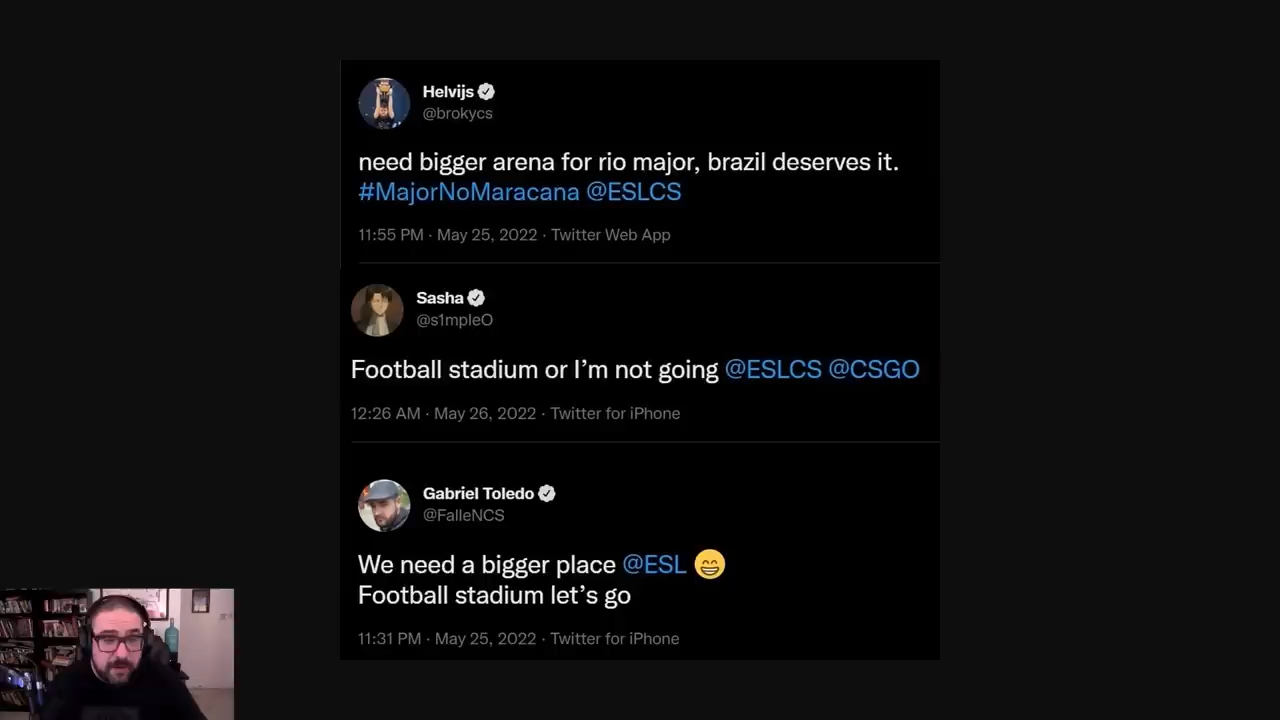 Helvijs
@brokycs
need bigger arena for rio major, brazil deserves it.
#MajorNoMaracana @ESLCS
11:55 PM · May 25, 2022 · Twitter Web App
Sasha
@s1mpleO
Football stadium or I’m not going @ESLCS @CSGO
12:26 AM · May 26, 2022 · Twitter for iPhone
Gabriel Toledo
@FalleNCS
We need a bigger place @ESL 😁
Football stadium let’s go
11:31 PM · May 25, 2022 · Twitter for iPhone